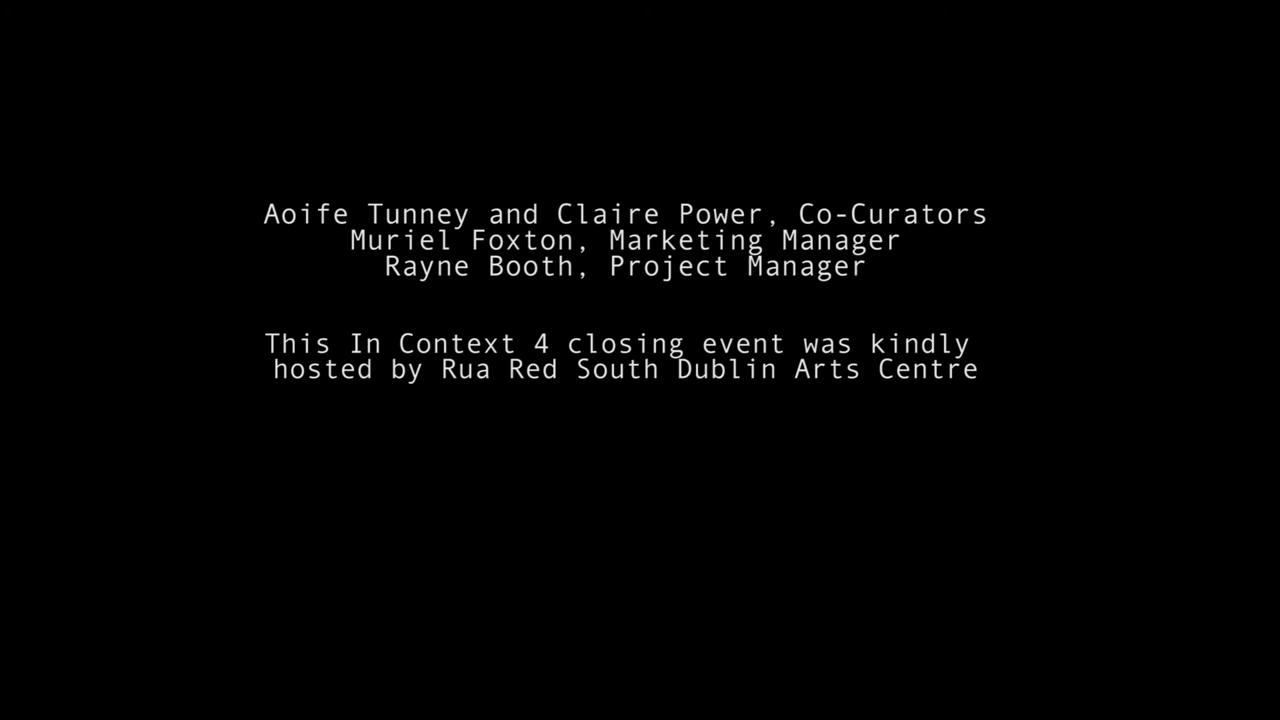 Aoife Tunney and Claire Power, Co-Curators
Muriel Foxton, Marketing Manager
Rayne Booth, Project Manager
This In Context 4 closing event was kindly
hosted by Rua Red South Dublin Arts Centre